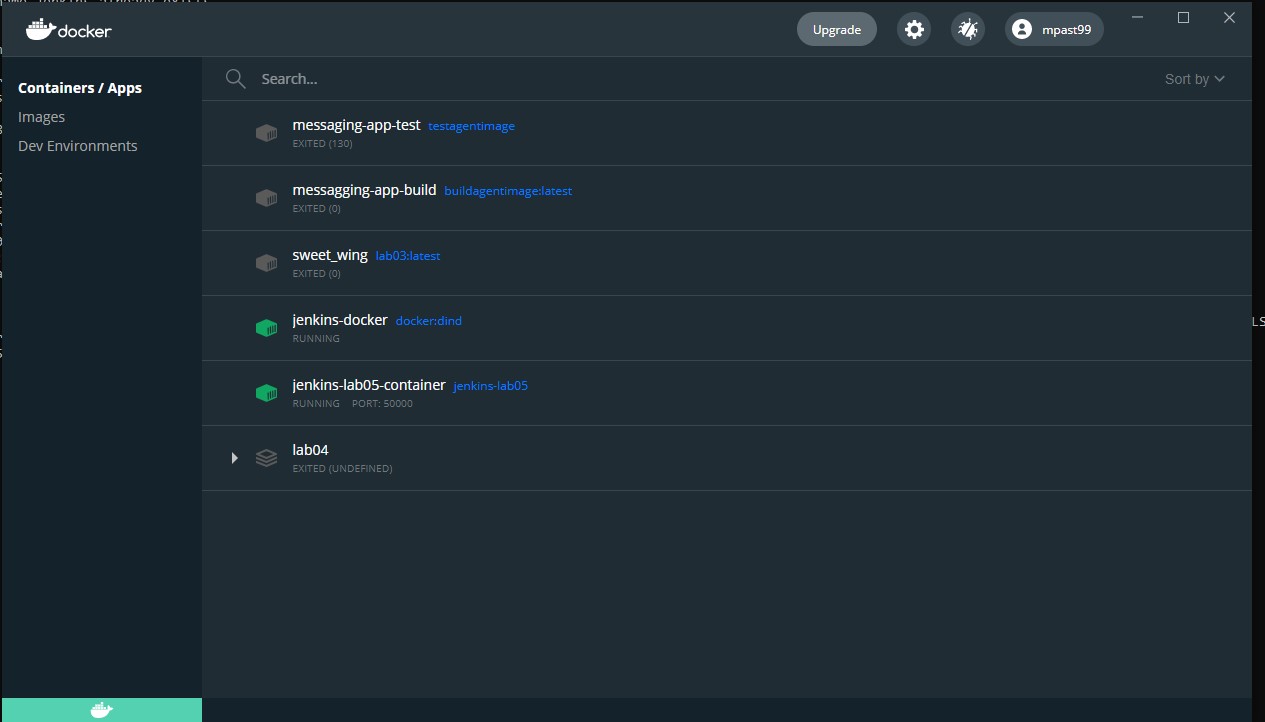 docker
Upgrade
mpast99
Containers / Apps
Images
Dev Environments
Search...
Sort by
messaging-app-test testagentimage
EXITED (130)
messagging-app-build buildagentimage:latest
EXITED (0)
sweet_wing lab03:latest
EXITED (0)
jenkins-docker docker:dind
RUNNING
jenkins-lab05-container jenkins-lab05
RUNNING PORT: 50000
lab04
EXITED (UNDEFINED)
LS